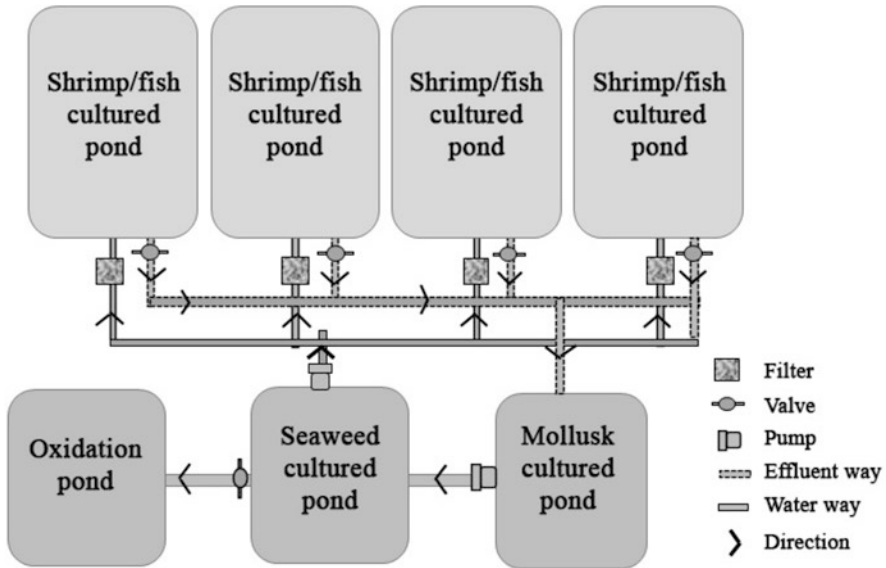 Shrimp/fish
cultured
pond
Shrimp/fish
cultured
pond
Shrimp/fish
cultured
pond
Shrimp/fish
cultured
pond
Oxidation
pond
Seaweed
cultured
pond
Mollusk
cultured
pond
Filter
Valve
Pump
Effluent way
Water way
Direction